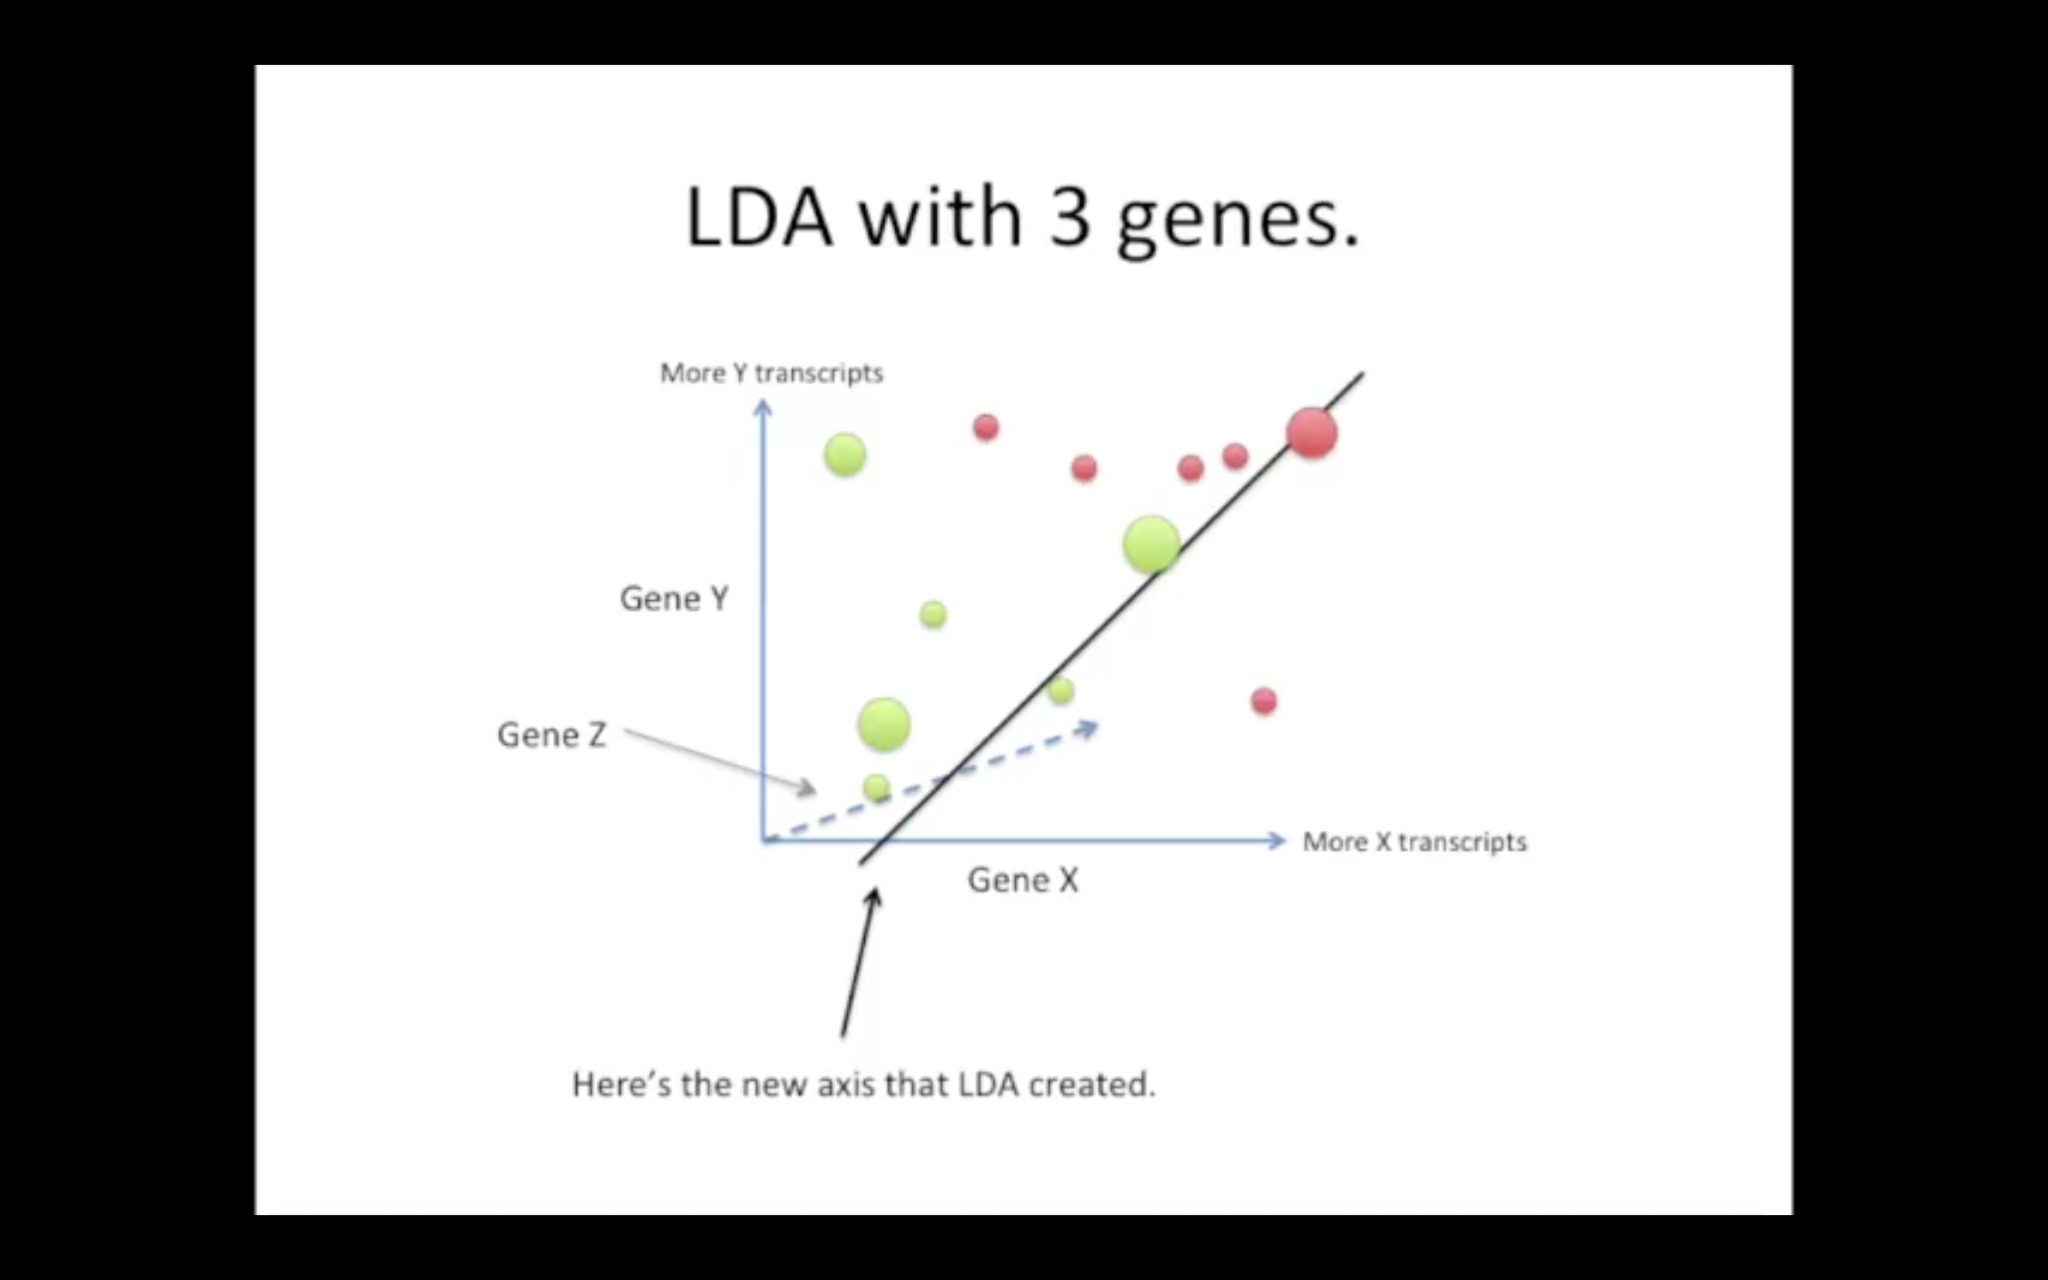 LDA with 3 genes.
More Y transcripts
Gene Y
Gene Z
More X transcripts
Gene X
Here’s the new axis that LDA created.